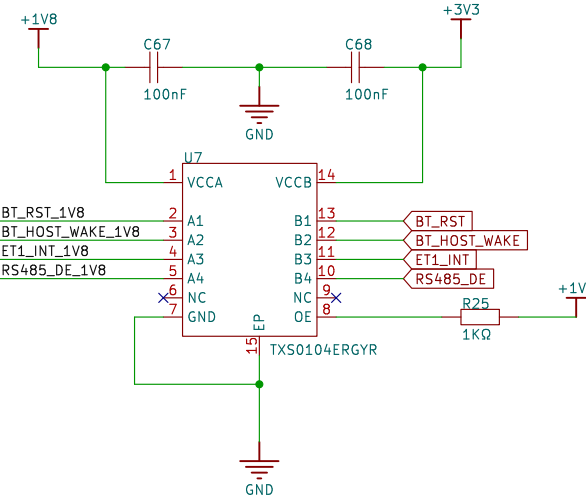 +1V8
+3V3
C67
C68
100nF
100nF
GND
U7
1
VCCA
VCCB
14
BT_RST_1V8
2
A1
B1
13
BT_RST
BT_HOST_WAKE_1V8
3
A2
B2
12
BT_HOST_WAKE
ET1_INT_1V8
4
A3
B3
11
ET1_INT
RS485_DE_1V8
5
A4
B4
10
RS485_DE
6
NC
NC
9
+1V
7
GND
OE
8
R25
1KΩ
EP
15
TXS0104ERGYR
GND